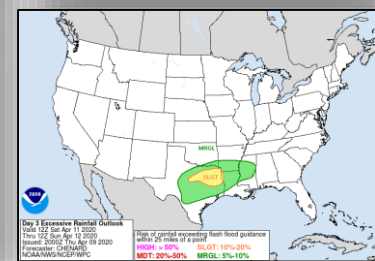 MRGL
SLGT
NOAA
Day 3 Excessive Rainfall Outlook
Valid 12Z Sat Apr 11 2020
Thru 12Z Sun Apr 12 2020
Issued: 2000Z Thu Apr 09 2020
Forecaster: CHENARD
NOAA/NWS/NCEP/WPC
Risk of rainfall exceeding flash flood guidance
within 25 miles of a point
HIGH: > 50% SLGT: 10%-20%
MDT: 20%-50% MRGL: 5%-10%